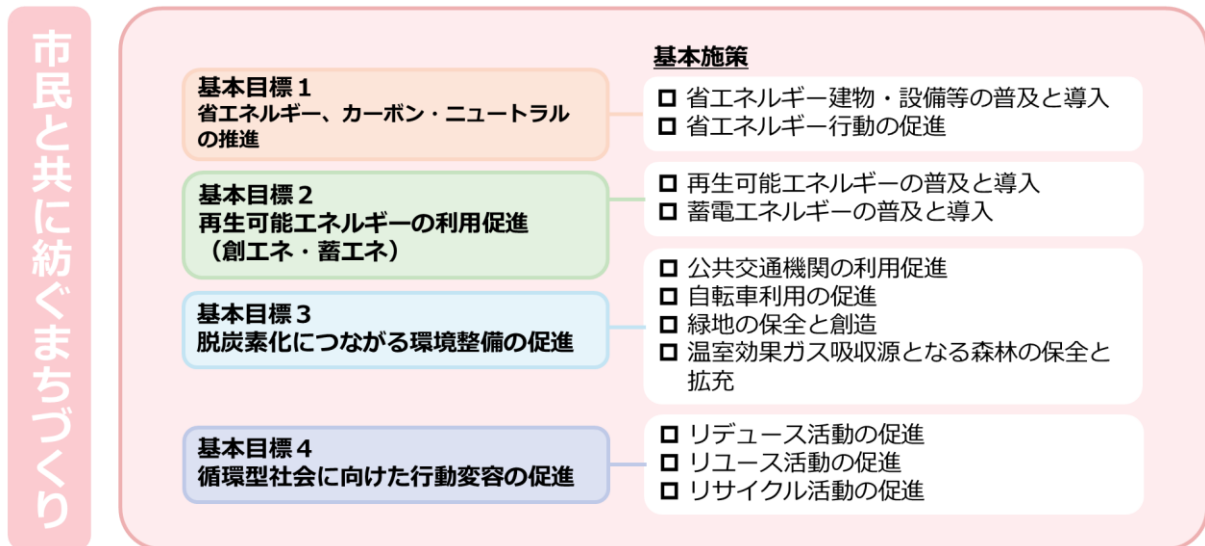 市民と共に紡ぐまちづくり
基本目標１
省エネルギー、カーボン・ニュートラル
の推進
基本目標２
再生可能エネルギーの利用促進
（創エネ・蓄エネ）
基本目標３
脱炭素化につながる環境整備の促進
基本目標４
循環型社会に向けた行動変容の促進
基本施策
省エネルギー建物・設備等の普及と導入
省エネルギー行動の促進
再生可能エネルギーの普及と導入
蓄電エネルギーの普及と導入
公共交通機関の利用促進
自転車利用の促進
緑地の保全と創造
温室効果ガス吸収源となる森林の保全と
拡充
リデュース活動の促進
リユース活動の促進
リサイクル活動の促進